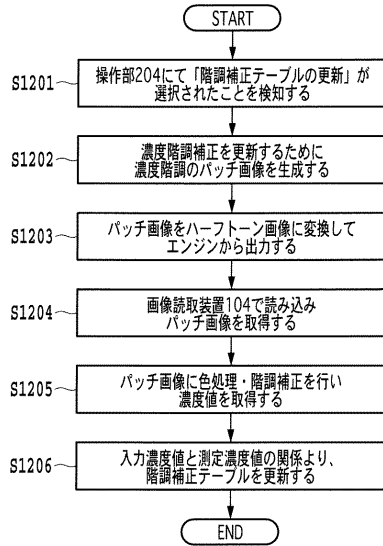 START
S1201
操作部204にて「階調補正テーブルの更新」が
選択されたことを検知する
S1202
濃度階調補正を更新するために
濃度階調のパッチ画像を生成する
S1203
パッチ画像をハーフトーン画像に変換して
エンジンから出力する
S1204
画像読取装置104で読み込み
パッチ画像を取得する
S1205
パッチ画像に色処理・階調補正を行い
濃度値を取得する
S1206
入力濃度値と測定濃度値の関係より、
階調補正テーブルを更新する
END